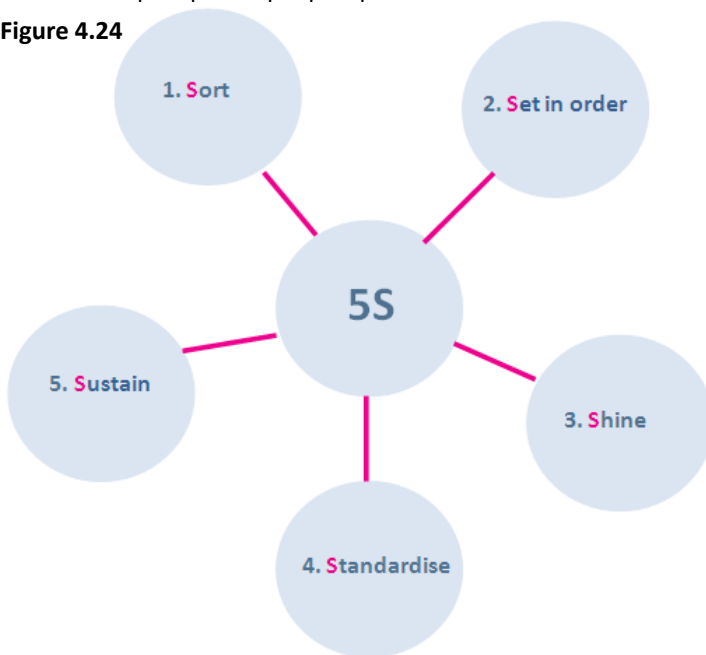 Figure 4.24
1. Sort
2. Set in order
5S
3. Shine
4. Standardise
5. Sustain